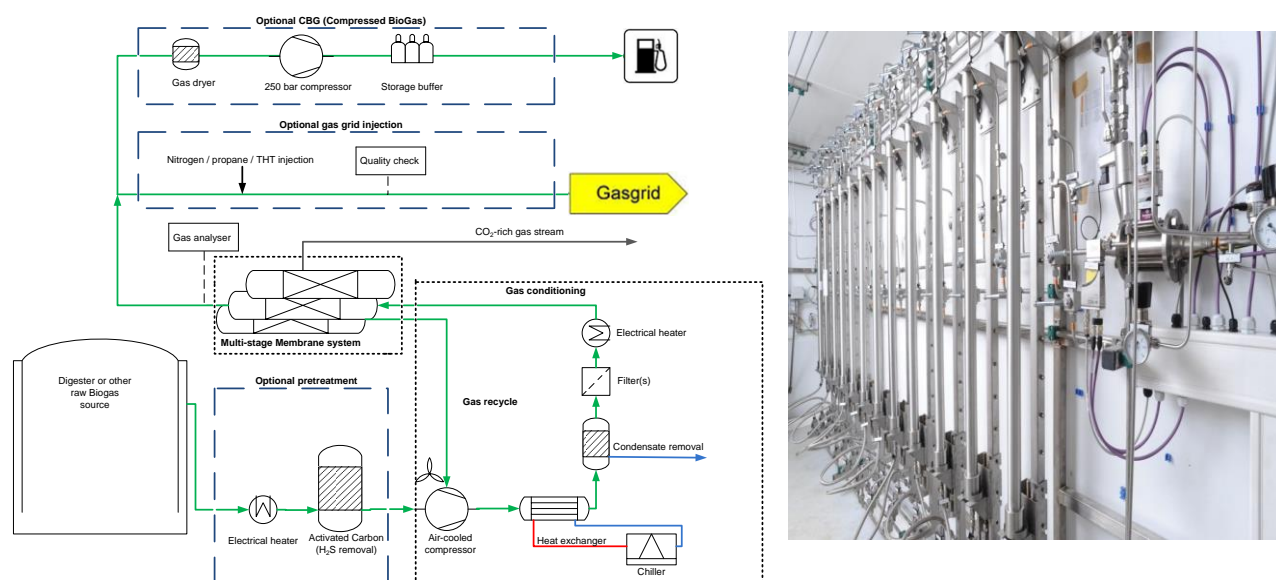 Optional CBG (Compressed BioGas)
Gas dryer
250 bar compressor
Storage buffer
Optional gas grid injection
Nitrogen / propane / THT injection
Quality check
Gasgrid
Gas analyser
CO₂-rich gas stream
Gas conditioning
Multi-stage Membrane system
Electrical heater
Digester or other
raw Biogas
source
Optional pretreatment
Filter(s)
Gas recycle
Condensate removal
Electrical heater
Activated Carbon
(H₂S removal)
Air-cooled
compressor
Heat exchanger
Chiller